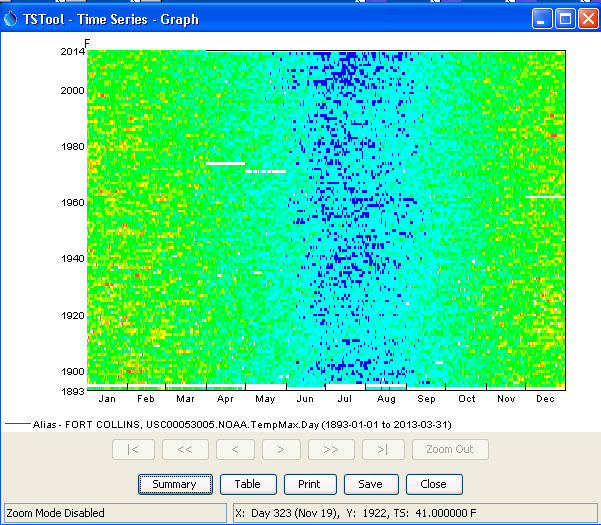 TSTool - Time Series - Graph
F
2014
2000
1980
1960
1940
1920
1900
1893
Jan Feb Mar Apr May Jun Jul Aug Sep Oct Nov Dec
Alias - FORT COLLINS, USC00053005.NOAA.TempMax.Day (1893-01-01 to 2013-03-31)
|< << < > >> >| Zoom Out
Summary Table Print Save Close
Zoom Mode Disabled X: Day 323 (Nov 19), Y: 1922, TS: 41.000000 F